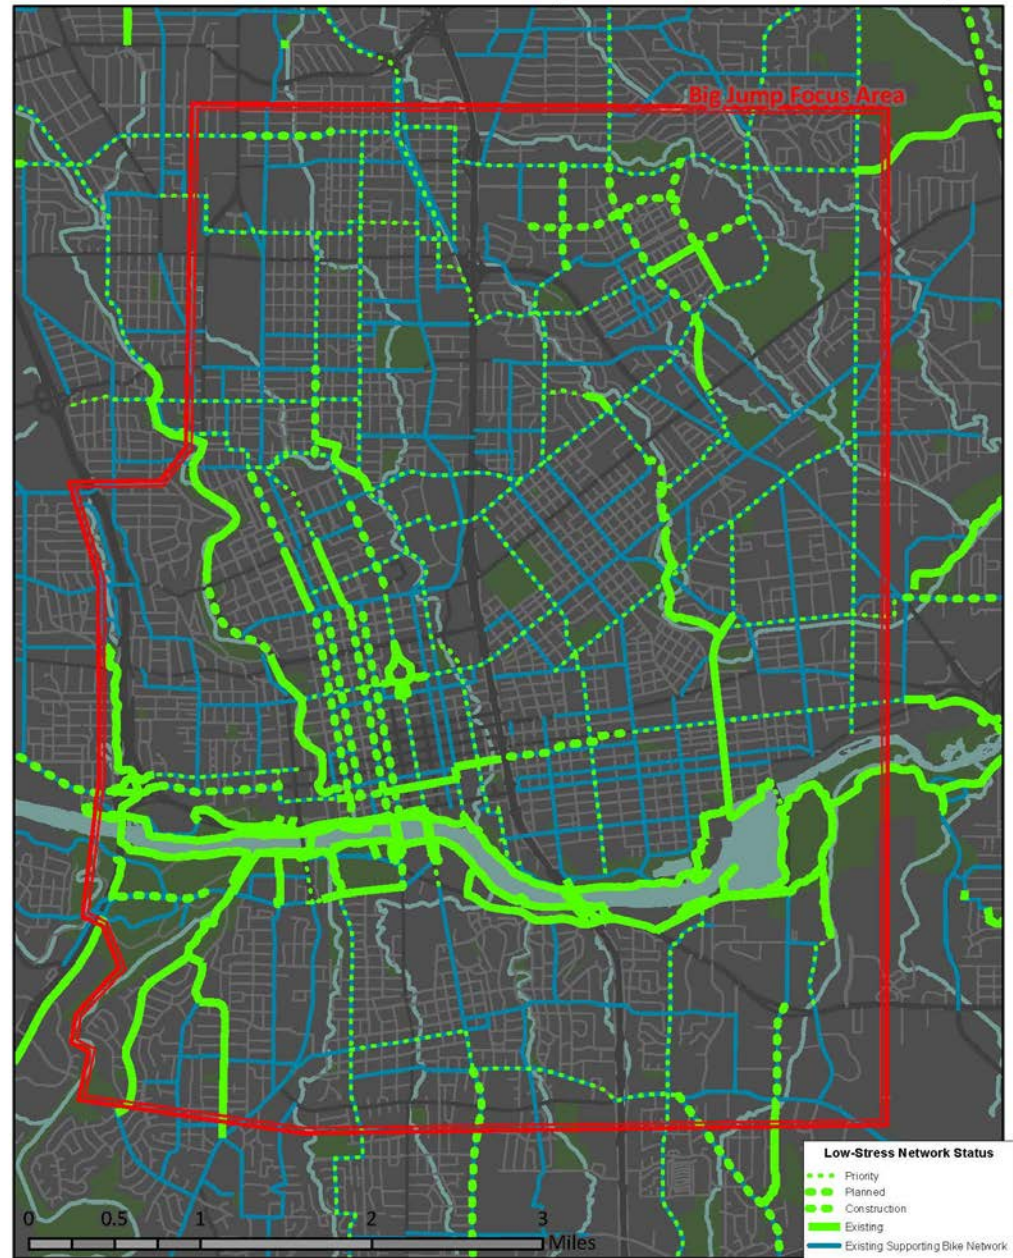 Big Jump Focus Area
Low-Stress Network Status
Priority
Planned
Construction
Existing
Existing Supporting Bike Network
0 0.5 1 2 3
Miles